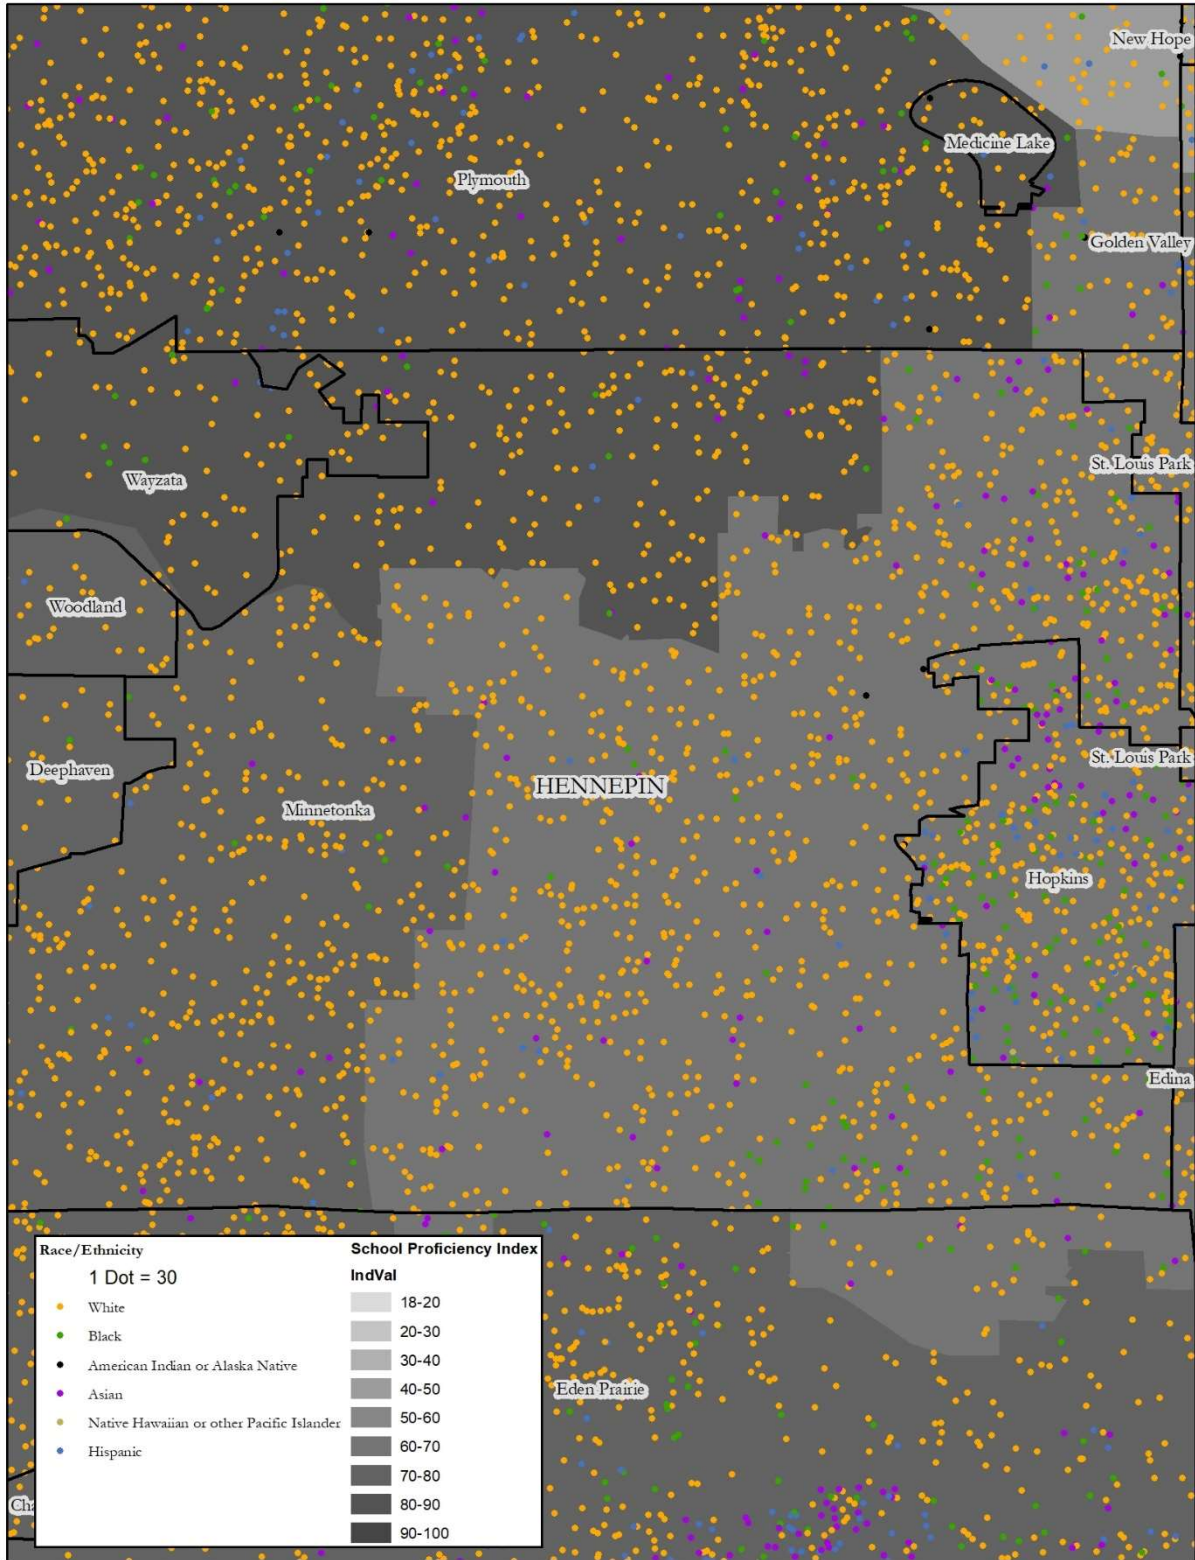 New Hope
Medicine Lake
Plymouth
Golden Valley
St. Louis Park
Wayzata
Woodland
St. Louis Park
Deephaven
HENNEPIN
Minnetonka
Hopkins
Edina
Race/Ethnicity
1 Dot = 30
White
Black
American Indian or Alaska Native
Asian
Native Hawaiian or other Pacific Islander
Hispanic
School Proficiency Index
IndVal
18-20
20-30
30-40
40-50
50-60
60-70
70-80
80-90
90-100
Eden Prairie
Cha